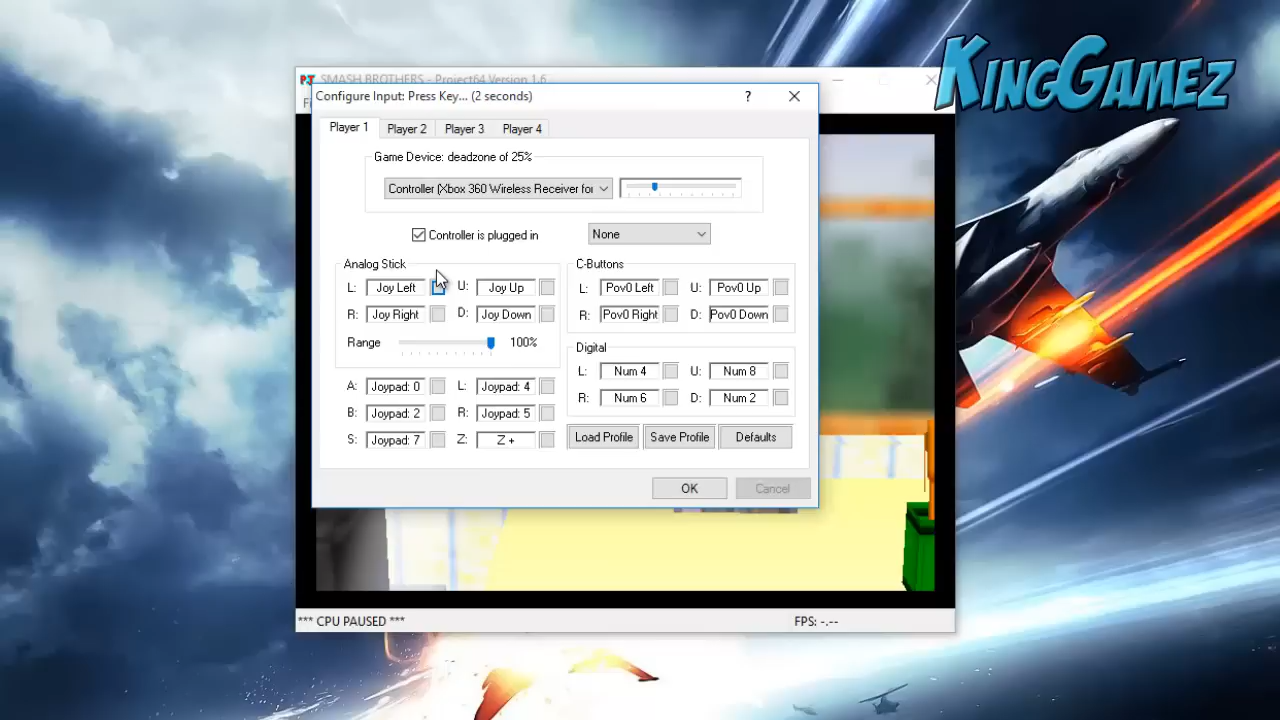 KINGGAMEZ
SMASH BROTHERS - Project64 Version 1.6
Configure Input: Press Key... (2 seconds)
?
Player 1 Player 2 Player 3 Player 4
Game Device: deadzone of 25%
Controller (Xbox 360 Wireless Receiver for
Controller is plugged in None
Analog Stick C-Buttons
L: Joy Left U: Joy Up L: Pov0 Left U: Pov0 Up
R: Joy Right D: Joy Down R: Pov0 Right D: Pov0 Down
Range 100%
Digital
A: Joypad: 0 L: Joypad: 4 L: Num 4 U: Num 8
B: Joypad: 2 R: Joypad: 5 R: Num 6 D: Num 2
S: Joypad: 7 Z: Z + Load Profile Save Profile Defaults
OK Cancel
*** CPU PAUSED *** FPS: -.--